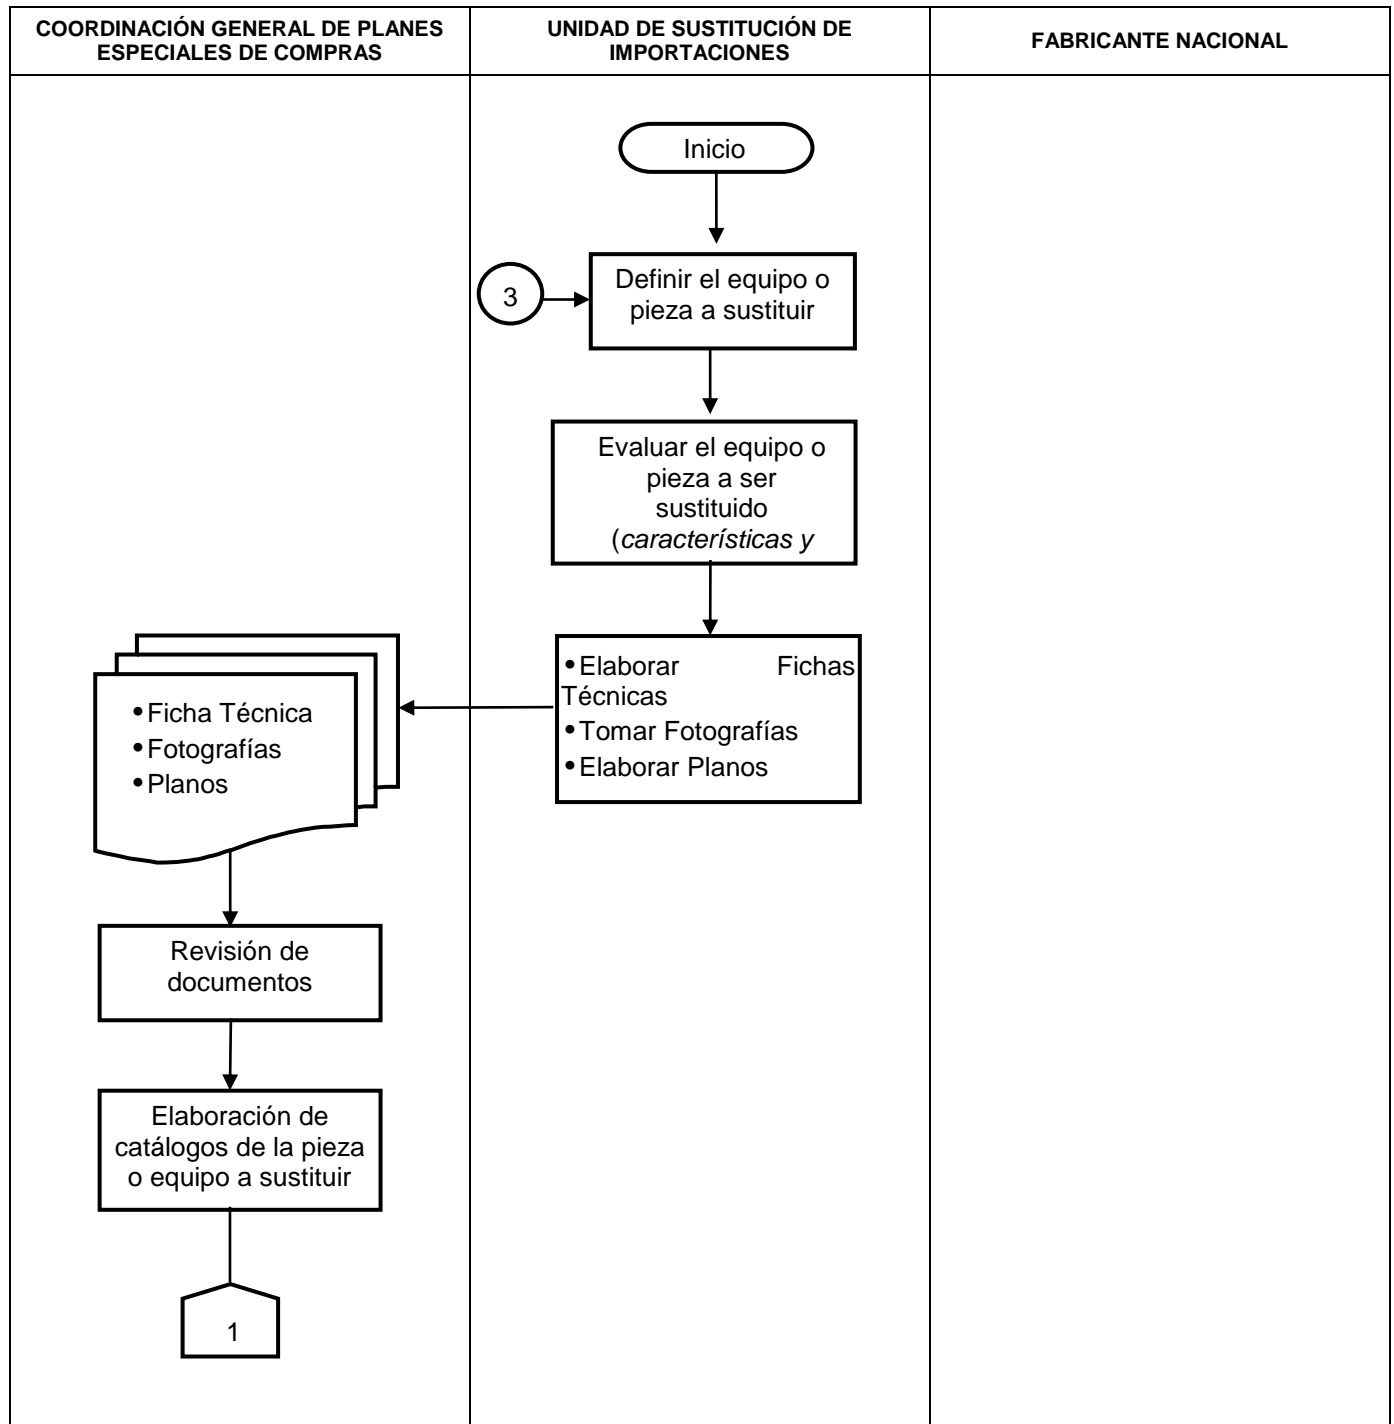 COORDINACIÓN GENERAL DE PLANES
ESPECIALES DE COMPRAS
UNIDAD DE SUSTITUCIÓN DE
IMPORTACIONES
FABRICANTE NACIONAL
Inicio
3
Definir el equipo o
pieza a sustituir
Evaluar el equipo o
pieza a ser
sustituido
(características y
•Elaborar Fichas
Técnicas
•Tomar Fotografías
•Elaborar Planos
•Ficha Técnica
•Fotografías
•Planos
Revisión de
documentos
Elaboración de
catálogos de la pieza
o equipo a sustituir
1